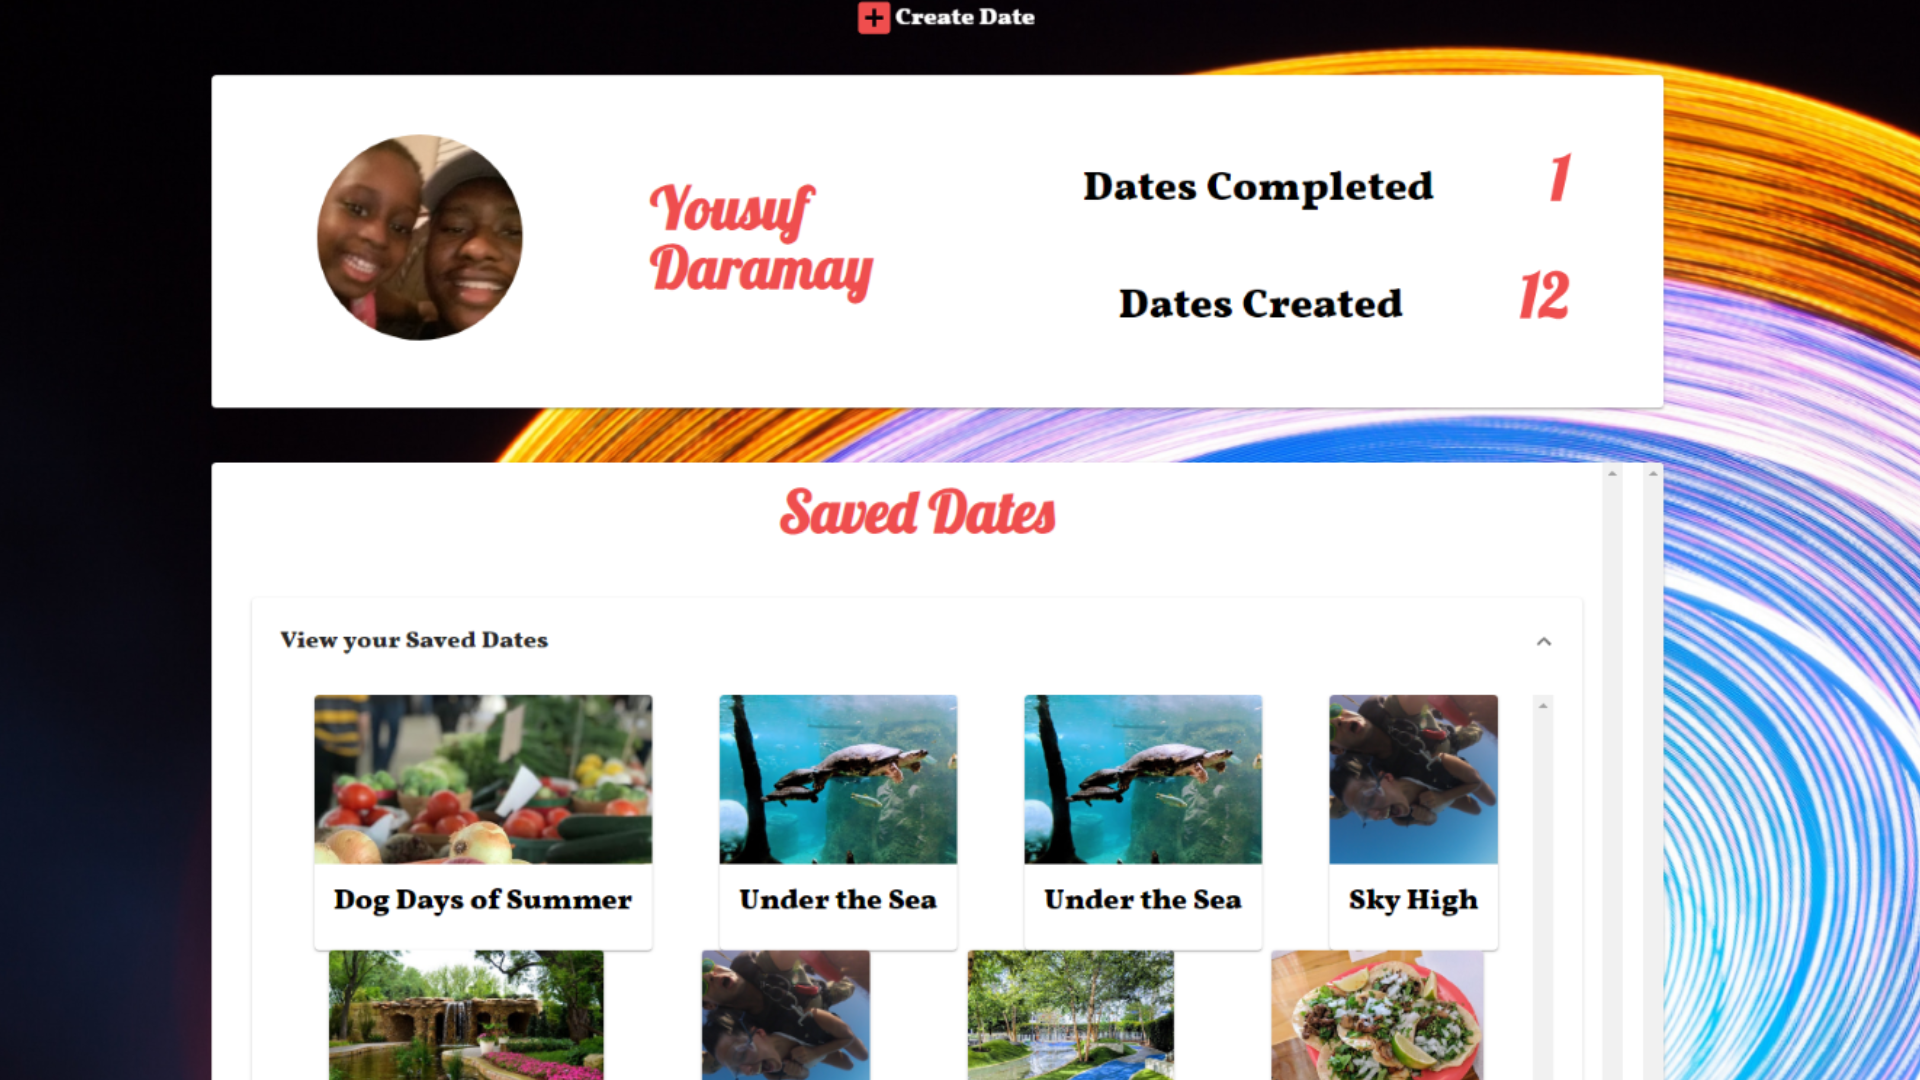 Create Date
Yousuf
Daramay
Dates Completed
1
Dates Created
12
Saved Dates
View your Saved Dates
Dog Days of Summer
Under the Sea
Under the Sea
Sky High